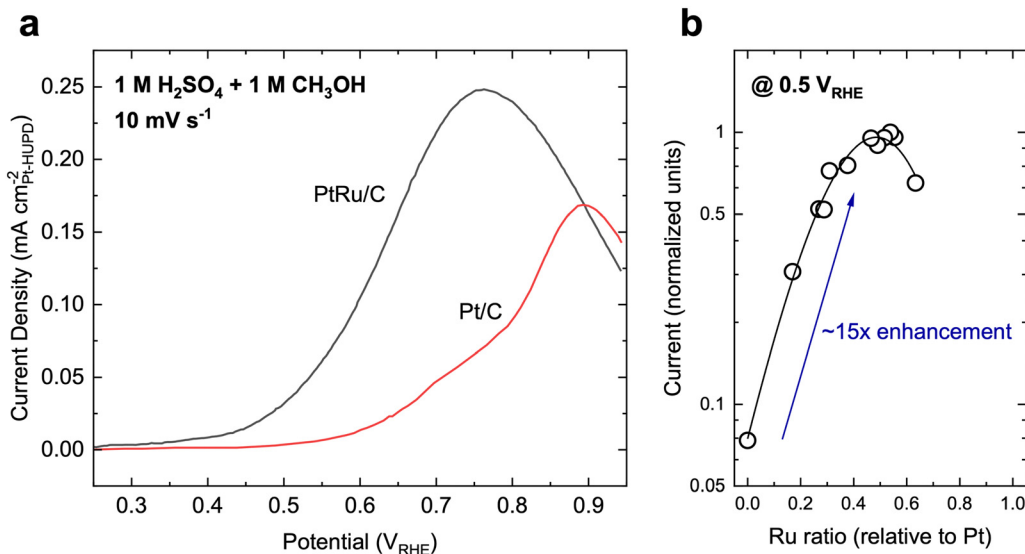 a
1 M H₂SO₄ + 1 M CH₃OH
10 mV s⁻¹
PtRu/C
Pt/C
0.25
0.20
0.15
0.10
0.05
0.00
Current Density (mA cm⁻²Pt-HUPD)
0.3 0.4 0.5 0.6 0.7 0.8 0.9
Potential (V_RHE)
b
@ 0.5 V_RHE
1
0.5
0.1
0.05
Current (normalized units)
~15x enhancement
0.0 0.2 0.4 0.6 0.8 1.0
Ru ratio (relative to Pt)